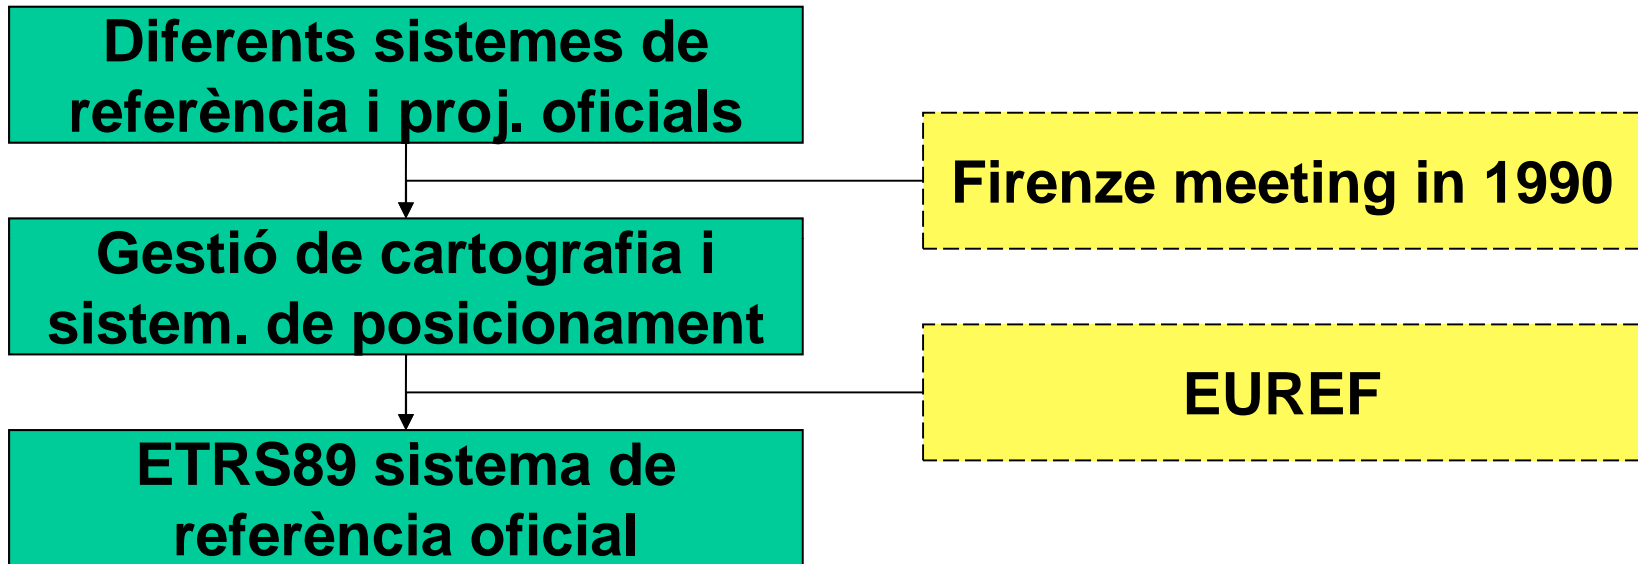 Diferents sistemes de
referència i proj. oficials
Firenze meeting in 1990
Gestió de cartografia i
sistem. de posicionament
EUREF
ETRS89 sistema de
referència oficial